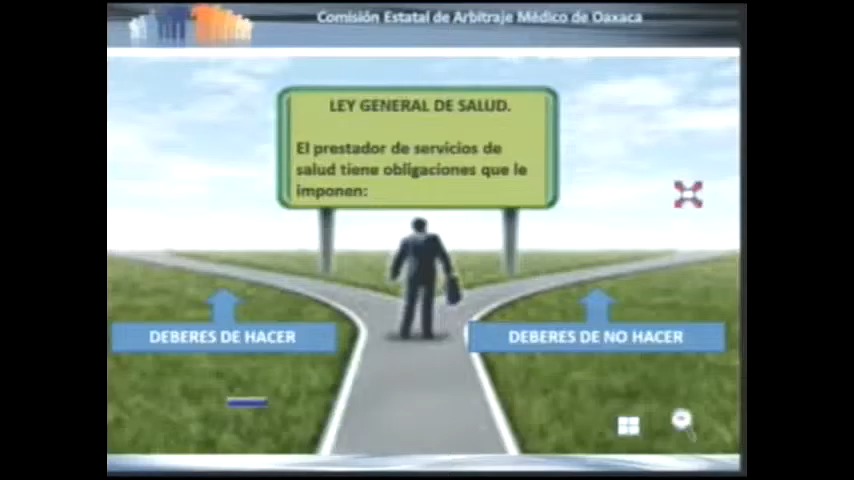 Comisión Estatal de Arbitraje Médico de Oaxaca
LEY GENERAL DE SALUD.
El prestador de servicios de
salud tiene obligaciones que le
imponen:
DEBERES DE HACER
DEBERES DE NO HACER